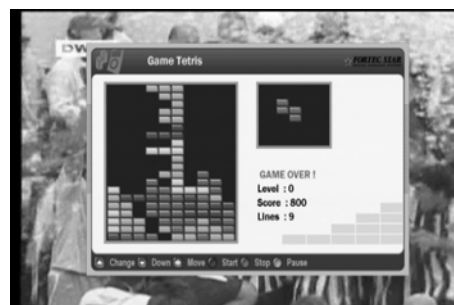 DW
Game Tetris
FORTEC STAR
GAME OVER !
Level : 0
Score : 800
Lines : 9
Change Down Move Start Stop Pause